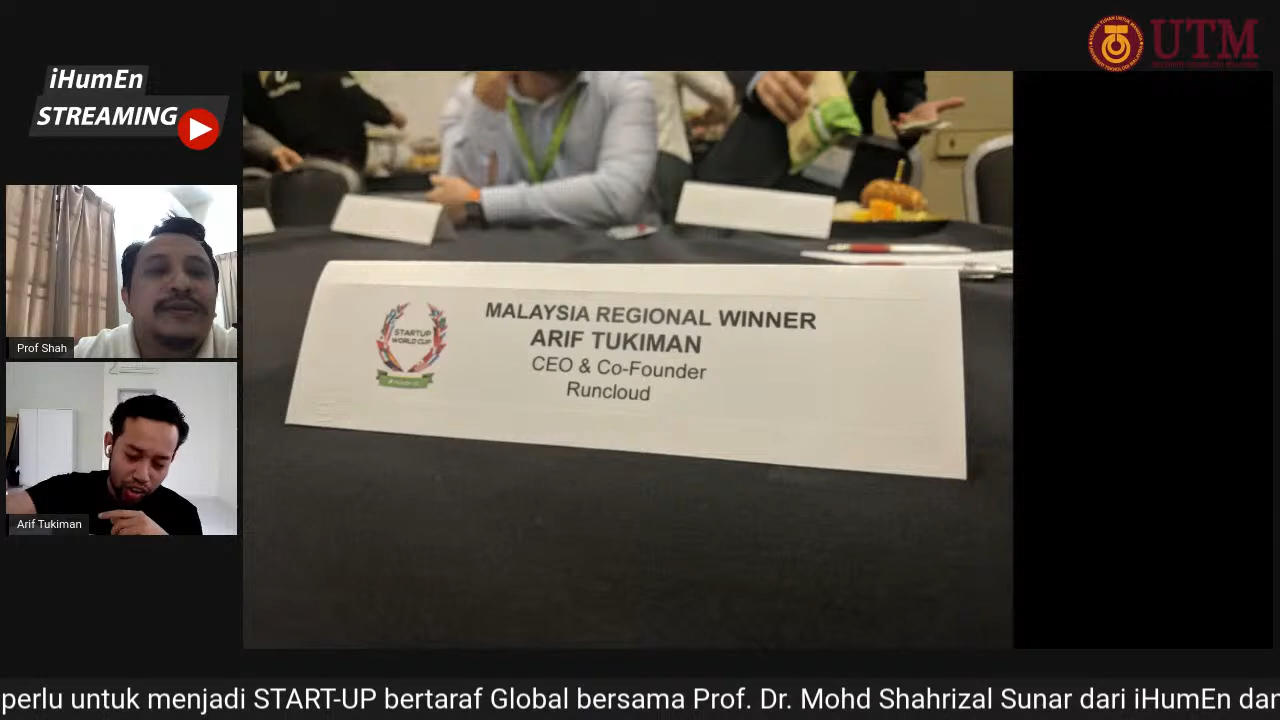 iHumEn
STREAMING
UTM
Prof Shah
Arif Tukiman
STARTUP
WORLD CUP
MALAYSIA REGIONAL WINNER
ARIF TUKIMAN
CEO & Co-Founder
Runcloud
perlu untuk menjadi START-UP bertaraf Global bersama Prof. Dr. Mohd Shahrizal Sunar dari iHumEn dan